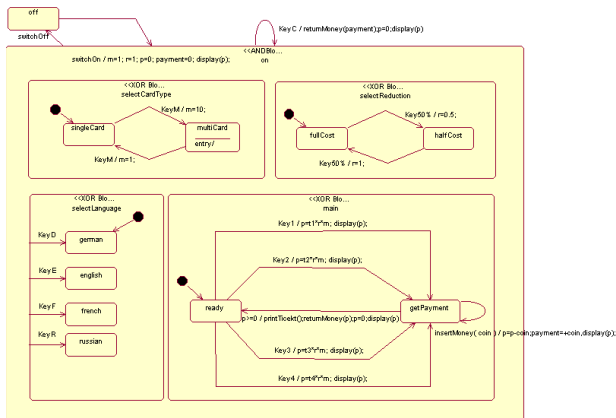 off
switchOff
KeyC / returnMoney(payment);p=0;display(p)
<<ANDBlo...
on
switchOn / m=1; r=1; p=0; payment=0; display(p);
<<XOR Blo...
selectCardType
KeyM / m=10;
singleCard
multiCard
entry/
KeyM / m=1;
<<XOR Blo...
selectReduction
Key50% / r=0.5;
fullCost
halfCost
Key50% / r=1;
<<XOR Blo...
selectLanguage
KeyD
german
KeyE
english
KeyF
french
KeyR
russian
<<XOR Blo...
main
Key1 / p=t1*r*m; display(p);
Key2 / p=t2*r*m; display(p);
ready
getPayment
p>=0 / printTicekt();returnMoney(p);p=0;display(p)
insertMoney( coin ) / p=p-coin;payment=+coin,display(p);
Key3 / p=t3*r*m; display(p);
Key4 / p=t4*r*m; display(p);